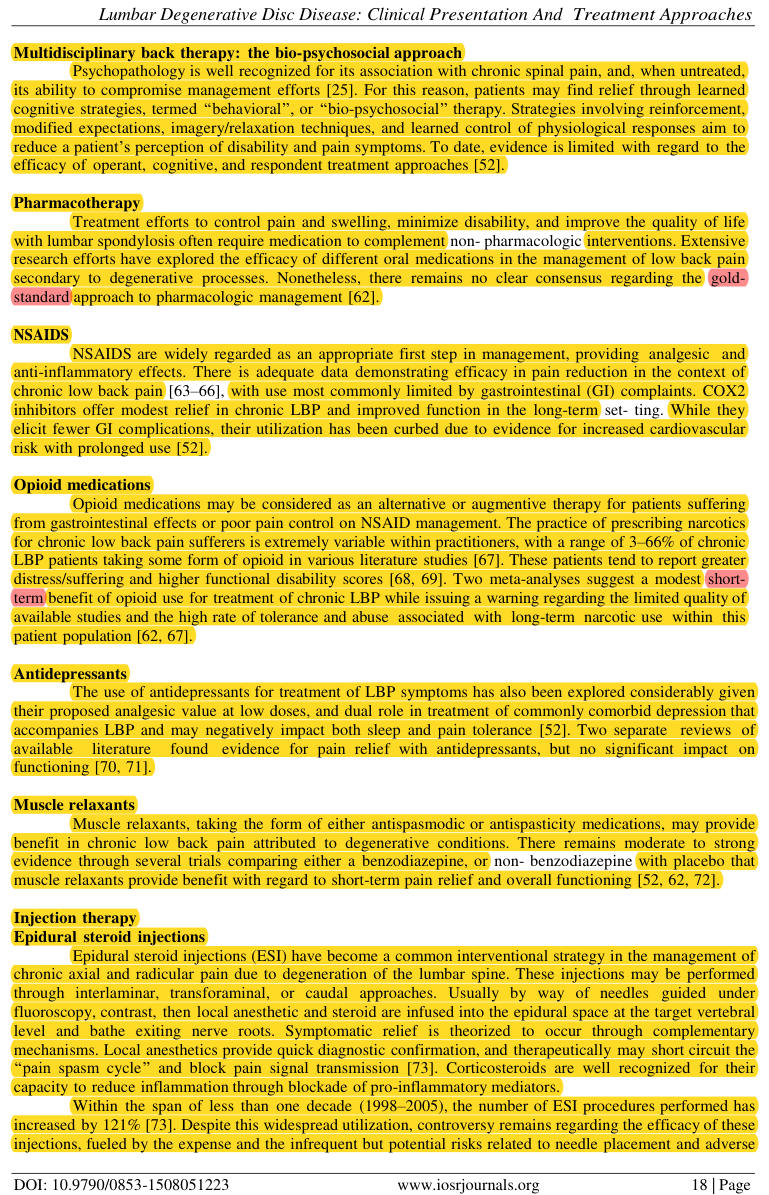 Lumbar Degenerative Disc Disease: Clinical Presentation And Treatment Approaches
Multidisciplinary back therapy: the bio-psychosocial approach
Psychopathology is well recognized for its association with chronic spinal pain, and, when untreated,
its ability to compromise management efforts [25]. For this reason, patients may find relief through learned
cognitive strategies, termed “behavioral”, or “bio-psychosocial” therapy. Strategies involving reinforcement,
modified expectations, imagery/relaxation techniques, and learned control of physiological responses aim to
reduce a patient’s perception of disability and pain symptoms. To date, evidence is limited with regard to the
efficacy of operant, cognitive, and respondent treatment approaches [52].
Pharmacotherapy
Treatment efforts to control pain and swelling, minimize disability, and improve the quality of life
with lumbar spondylosis often require medication to complement non- pharmacologic interventions. Extensive
research efforts have explored the efficacy of different oral medications in the management of low back pain
secondary to degenerative processes. Nonetheless, there remains no clear consensus regarding the gold-
standard approach to pharmacologic management [62].
NSAIDS
NSAIDS are widely regarded as an appropriate first step in management, providing analgesic and
anti-inflammatory effects. There is adequate data demonstrating efficacy in pain reduction in the context of
chronic low back pain [63–66], with use most commonly limited by gastrointestinal (GI) complaints. COX2
inhibitors offer modest relief in chronic LBP and improved function in the long-term set- ting. While they
elicit fewer GI complications, their utilization has been curbed due to evidence for increased cardiovascular
risk with prolonged use [52].
Opioid medications
Opioid medications may be considered as an alternative or augmentive therapy for patients suffering
from gastrointestinal effects or poor pain control on NSAID management. The practice of prescribing narcotics
for chronic low back pain sufferers is extremely variable within practitioners, with a range of 3–66% of chronic
LBP patients taking some form of opioid in various literature studies [67]. These patients tend to report greater
distress/suffering and higher functional disability scores [68, 69]. Two meta-analyses suggest a modest short-
term benefit of opioid use for treatment of chronic LBP while issuing a warning regarding the limited quality of
available studies and the high rate of tolerance and abuse associated with long-term narcotic use within this
patient population [62, 67].
Antidepressants
The use of antidepressants for treatment of LBP symptoms has also been explored considerably given
their proposed analgesic value at low doses, and dual role in treatment of commonly comorbid depression that
accompanies LBP and may negatively impact both sleep and pain tolerance [52]. Two separate reviews of
available literature found evidence for pain relief with antidepressants, but no significant impact on
functioning [70, 71].
Muscle relaxants
Muscle relaxants, taking the form of either antispasmodic or antispasticity medications, may provide
benefit in chronic low back pain attributed to degenerative conditions. There remains moderate to strong
evidence through several trials comparing either a benzodiazepine, or non- benzodiazepine with placebo that
muscle relaxants provide benefit with regard to short-term pain relief and overall functioning [52, 62, 72].
Injection therapy
Epidural steroid injections
Epidural steroid injections (ESI) have become a common interventional strategy in the management of
chronic axial and radicular pain due to degeneration of the lumbar spine. These injections may be performed
through interlaminar, transforaminal, or caudal approaches. Usually by way of needles guided under
fluoroscopy, contrast, then local anesthetic and steroid are infused into the epidural space at the target vertebral
level and bathe exiting nerve roots. Symptomatic relief is theorized to occur through complementary
mechanisms. Local anesthetics provide quick diagnostic confirmation, and therapeutically may short circuit the
“pain spasm cycle” and block pain signal transmission [73]. Corticosteroids are well recognized for their
capacity to reduce inflammation through blockade of pro-inflammatory mediators.
Within the span of less than one decade (1998–2005), the number of ESI procedures performed has
increased by 121% [73]. Despite this widespread utilization, controversy remains regarding the efficacy of these
injections, fueled by the expense and the infrequent but potential risks related to needle placement and adverse
DOI: 10.9790/0853-1508051223 www.iosrjournals.org 18 | Page